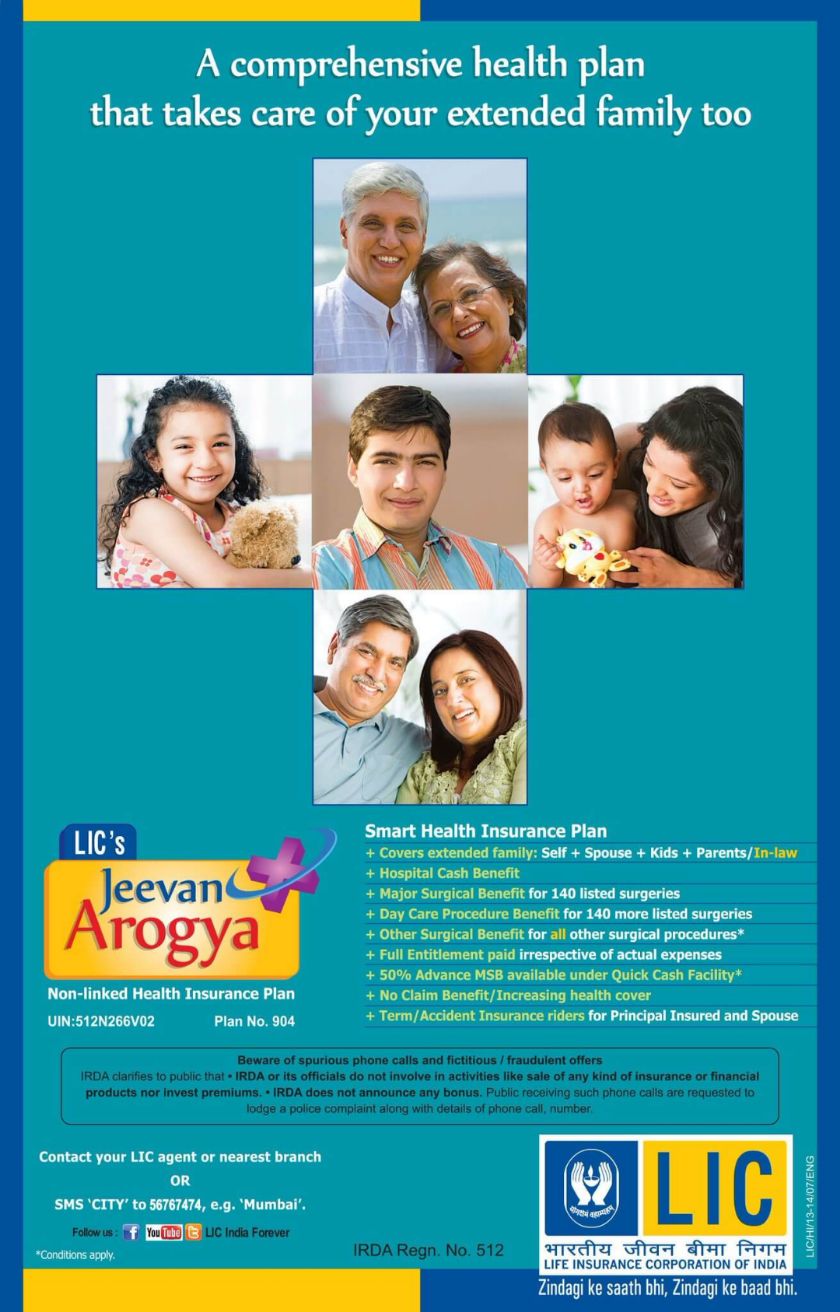 A comprehensive health plan
that takes care of your extended family too
LIC's
Jeevan
Arogya
Non-linked Health Insurance Plan
UIN:512N266V02 Plan No. 904
Smart Health Insurance Plan
+ Covers extended family: Self + Spouse + Kids + Parents/In-law
+ Hospital Cash Benefit
+ Major Surgical Benefit for 140 listed surgeries
+ Day Care Procedure Benefit for 140 more listed surgeries
+ Other Surgical Benefit for all other surgical procedures*
+ Full Entitlement paid irrespective of actual expenses
+ 50% Advance MSB available under Quick Cash Facility*
+ No Claim Benefit/Increasing health cover
+ Term/Accident Insurance riders for Principal Insured and Spouse
Beware of spurious phone calls and fictitious / fraudulent offers
IRDA clarifies to public that • IRDA or its officials do not involve in activities like sale of any kind of insurance or financial
products nor invest premiums. • IRDA does not announce any bonus. Public receiving such phone calls are requested to
lodge a police complaint along with details of phone call, number.
Contact your LIC agent or nearest branch
OR
SMS 'CITY' to 56767474, e.g. 'Mumbai'.
Follow us : f YouTube LIC India Forever
*Conditions apply.
IRDA Regn. No. 512
योगक्षेमं वहाम्यहम्
LIC
भारतीय जीवन बीमा निगम
LIFE INSURANCE CORPORATION OF INDIA
Zindagi ke saath bhi, Zindagi ke baad bhi.
LIC/HI/13-14/07/ENG